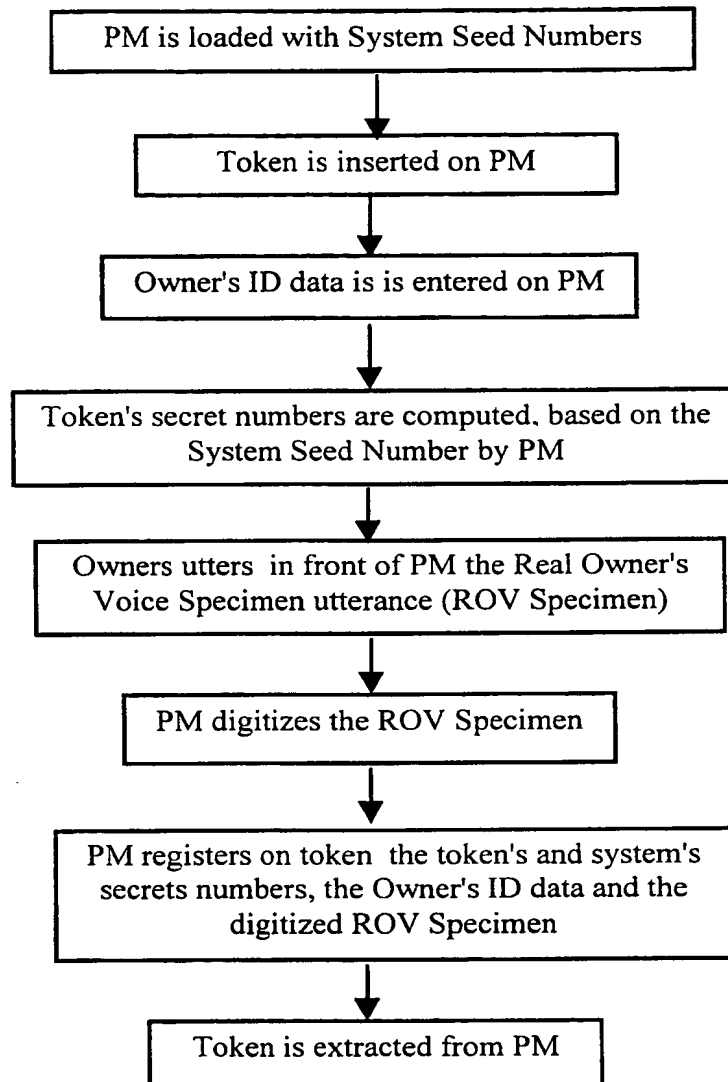 PM is loaded with System Seed Numbers
Token is inserted on PM
Owner's ID data is is entered on PM
Token's secret numbers are computed, based on the
System Seed Number by PM
Owners utters in front of PM the Real Owner's
Voice Specimen utterance (ROV Specimen)
PM digitizes the ROV Specimen
PM registers on token the token's and system's
secrets numbers, the Owner's ID data and the
digitized ROV Specimen
Token is extracted from PM